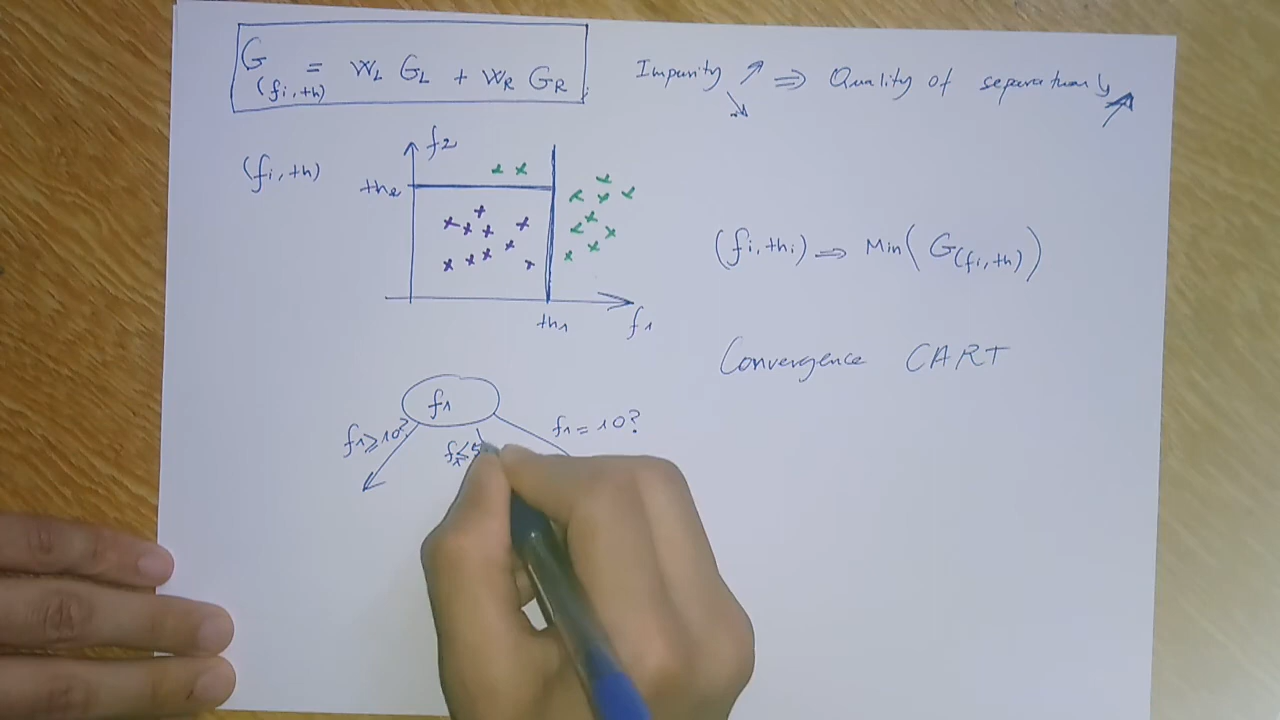 G(fi,th) = WL GL + WR GR
Impurity ↗ ↘ ⇒ Quality of separation ↗
(fi, th)
f2
th2
th1
f1
(fi, thi) ⇒ Min( G(fi,th) )
Convergence CART
f1
f1 ≥ 10?
f1 = 10?